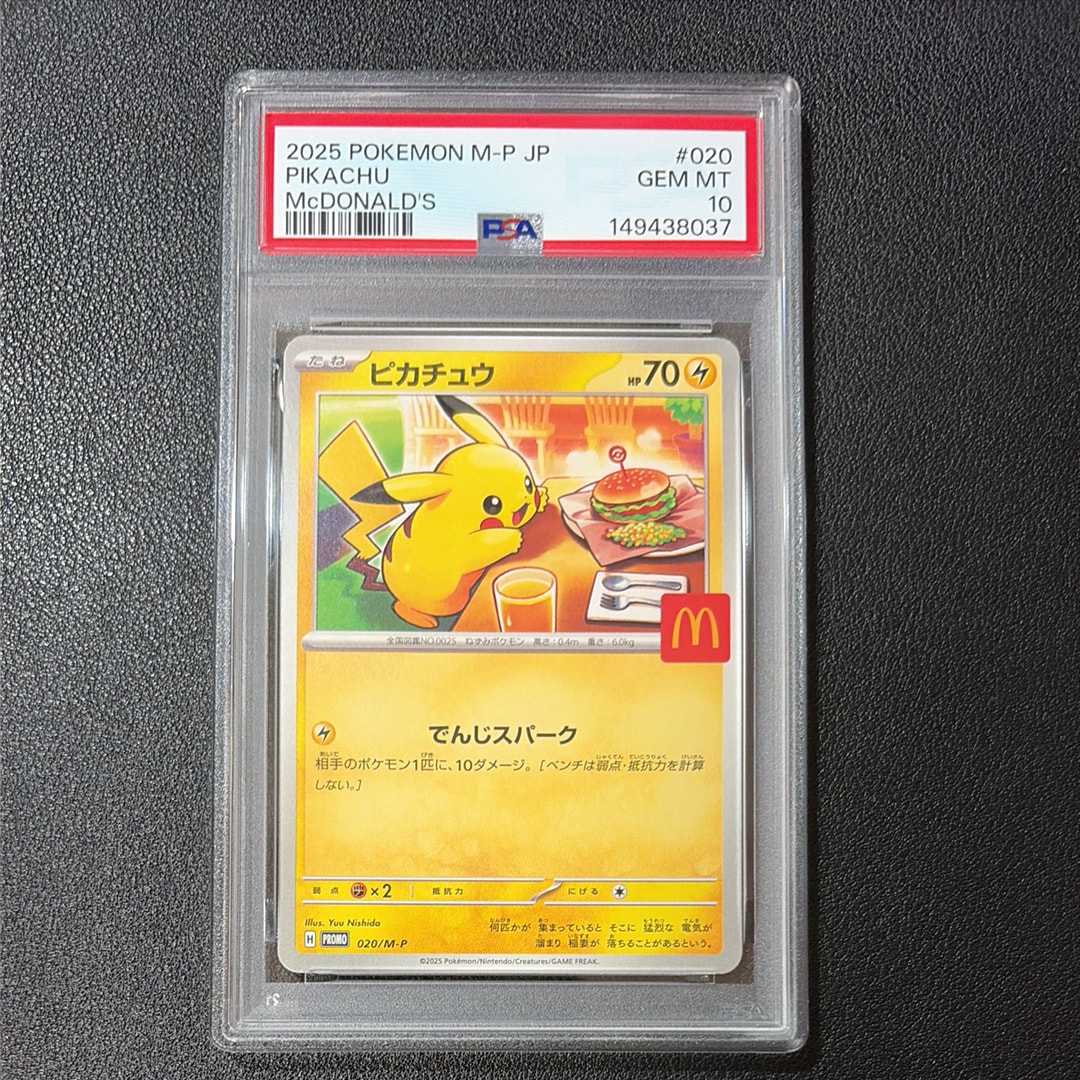 2025 POKEMON M-P JP #020
PIKACHU GEM MT
McDONALD'S 10
PSA 149438037
たね ピカチュウ HP70
全国図鑑NO.0025 ねずみポケモン 高さ:0.4m 重さ:6.0kg
でんじスパーク
相手のポケモン1匹に、10ダメージ。[ベンチは弱点・抵抗力を計算
しない。]
弱点 ×2 抵抗力 にげる
Illus. Yuu Nishida
何匹かが 集まっていると そこに 猛烈な 電気が
溜まり 稲妻が 落ちることがあるという。
H PROMO 020/M-P
©2025 Pokémon/Nintendo/Creatures/GAME FREAK.